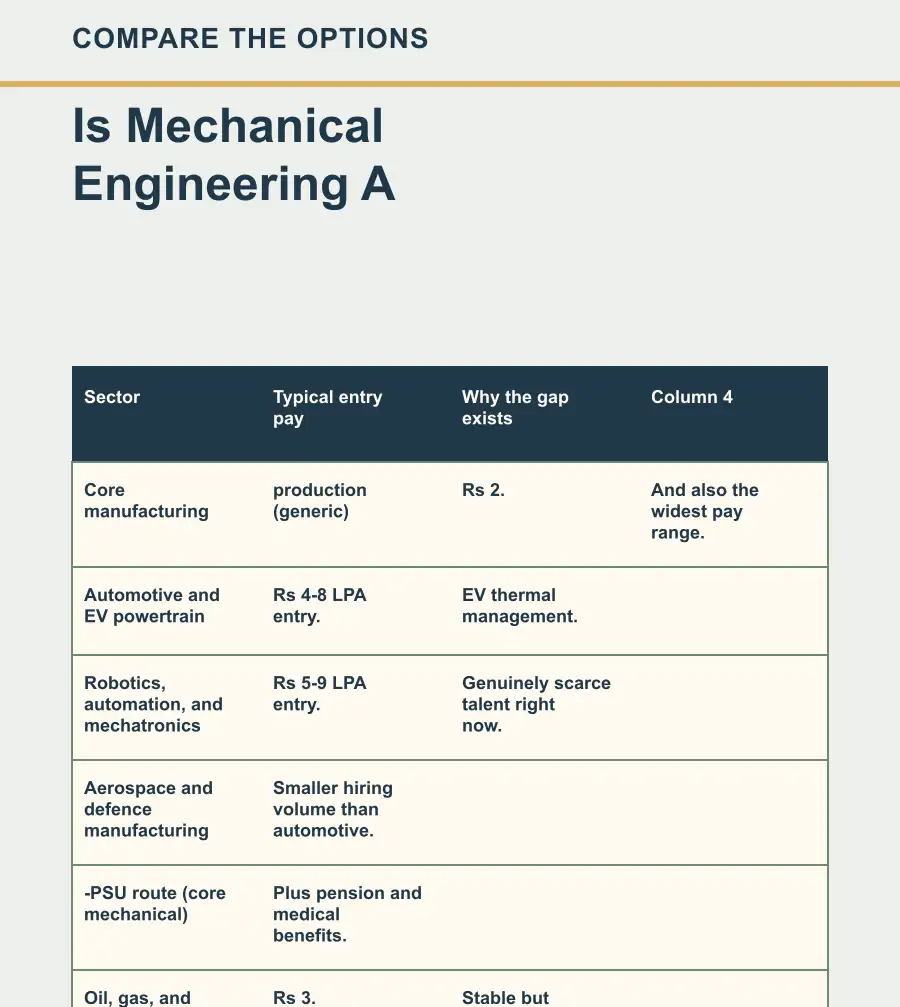 COMPARE THE OPTIONS
Is Mechanical
Engineering A
Sector
Typical entry
pay
Why the gap
exists
Column 4
Core
manufacturing
production
(generic)
Rs 2.
And also the
widest pay
range.
Automotive and
EV powertrain
Rs 4-8 LPA
entry.
EV thermal
management.
Robotics,
automation, and
mechatronics
Rs 5-9 LPA
entry.
Genuinely scarce
talent right
now.
Aerospace and
defence
manufacturing
Smaller hiring
volume than
automotive.
-PSU route (core
mechanical)
Plus pension and
medical
benefits.
Oil, gas, and
Rs 3.
Stable but